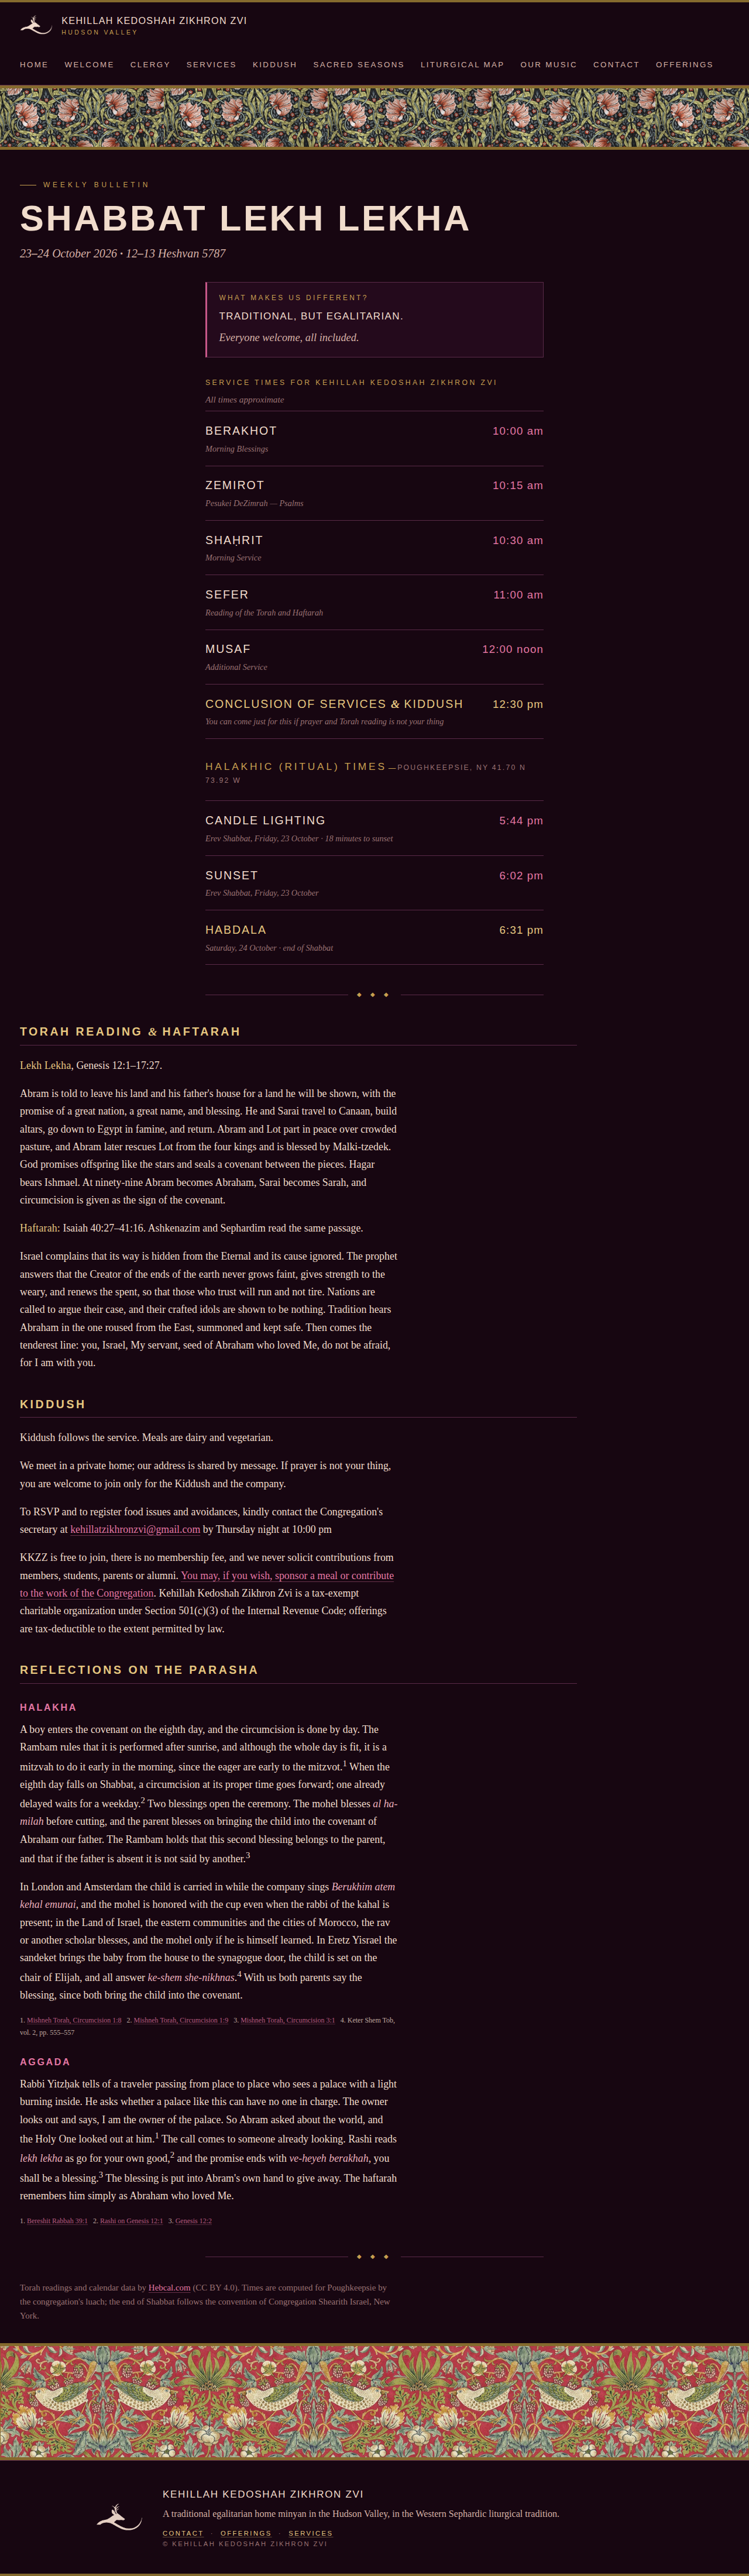 KEHILLAH KEDOSHAH ZIKHRON ZVI
HUDSON VALLEY
HOME WELCOME CLERGY SERVICES KIDDUSH SACRED SEASONS LITURGICAL MAP OUR MUSIC CONTACT OFFERINGS
WEEKLY BULLETIN
SHABBAT LEKH LEKHA
23–24 October 2026 · 12–13 Heshvan 5787
WHAT MAKES US DIFFERENT?
TRADITIONAL, BUT EGALITARIAN.
Everyone welcome, all included.
SERVICE TIMES FOR KEHILLAH KEDOSHAH ZIKHRON ZVI
All times approximate
BERAKHOT 10:00 am
Morning Blessings
ZEMIROT 10:15 am
Pesukei DeZimrah — Psalms
SHAḤRIT 10:30 am
Morning Service
SEFER 11:00 am
Reading of the Torah and Haftarah
MUSAF 12:00 noon
Additional Service
CONCLUSION OF SERVICES & KIDDUSH 12:30 pm
You can come just for this if prayer and Torah reading is not your thing
HALAKHIC (RITUAL) TIMES —POUGHKEEPSIE, NY 41.70 N
73.92 W
CANDLE LIGHTING 5:44 pm
Erev Shabbat, Friday, 23 October · 18 minutes to sunset
SUNSET 6:02 pm
Erev Shabbat, Friday, 23 October
HABDALA 6:31 pm
Saturday, 24 October · end of Shabbat
TORAH READING & HAFTARAH
Lekh Lekha, Genesis 12:1–17:27.
Abram is told to leave his land and his father's house for a land he will be shown, with the
promise of a great nation, a great name, and blessing. He and Sarai travel to Canaan, build
altars, go down to Egypt in famine, and return. Abram and Lot part in peace over crowded
pasture, and Abram later rescues Lot from the four kings and is blessed by Malki-tzedek.
God promises offspring like the stars and seals a covenant between the pieces. Hagar
bears Ishmael. At ninety-nine Abram becomes Abraham, Sarai becomes Sarah, and
circumcision is given as the sign of the covenant.
Haftarah: Isaiah 40:27–41:16. Ashkenazim and Sephardim read the same passage.
Israel complains that its way is hidden from the Eternal and its cause ignored. The prophet
answers that the Creator of the ends of the earth never grows faint, gives strength to the
weary, and renews the spent, so that those who trust will run and not tire. Nations are
called to argue their case, and their crafted idols are shown to be nothing. Tradition hears
Abraham in the one roused from the East, summoned and kept safe. Then comes the
tenderest line: you, Israel, My servant, seed of Abraham who loved Me, do not be afraid,
for I am with you.
KIDDUSH
Kiddush follows the service. Meals are dairy and vegetarian.
We meet in a private home; our address is shared by message. If prayer is not your thing,
you are welcome to join only for the Kiddush and the company.
To RSVP and to register food issues and avoidances, kindly contact the Congregation's
secretary at kehillatzikhronzvi@gmail.com by Thursday night at 10:00 pm
KKZZ is free to join, there is no membership fee, and we never solicit contributions from
members, students, parents or alumni. You may, if you wish, sponsor a meal or contribute
to the work of the Congregation. Kehillah Kedoshah Zikhron Zvi is a tax-exempt
charitable organization under Section 501(c)(3) of the Internal Revenue Code; offerings
are tax-deductible to the extent permitted by law.
REFLECTIONS ON THE PARASHA
HALAKHA
A boy enters the covenant on the eighth day, and the circumcision is done by day. The
Rambam rules that it is performed after sunrise, and although the whole day is fit, it is a
mitzvah to do it early in the morning, since the eager are early to the mitzvot.1 When the
eighth day falls on Shabbat, a circumcision at its proper time goes forward; one already
delayed waits for a weekday.2 Two blessings open the ceremony. The mohel blesses al ha-
milah before cutting, and the parent blesses on bringing the child into the covenant of
Abraham our father. The Rambam holds that this second blessing belongs to the parent,
and that if the father is absent it is not said by another.3
In London and Amsterdam the child is carried in while the company sings Berukhim atem
kehal emunai, and the mohel is honored with the cup even when the rabbi of the kahal is
present; in the Land of Israel, the eastern communities and the cities of Morocco, the rav
or another scholar blesses, and the mohel only if he is himself learned. In Eretz Yisrael the
sandeket brings the baby from the house to the synagogue door, the child is set on the
chair of Elijah, and all answer ke-shem she-nikhnas.4 With us both parents say the
blessing, since both bring the child into the covenant.
1. Mishneh Torah, Circumcision 1:8 2. Mishneh Torah, Circumcision 1:9 3. Mishneh Torah, Circumcision 3:1 4. Keter Shem Tob,
vol. 2, pp. 555–557
AGGADA
Rabbi Yitzḥak tells of a traveler passing from place to place who sees a palace with a light
burning inside. He asks whether a palace like this can have no one in charge. The owner
looks out and says, I am the owner of the palace. So Abram asked about the world, and
the Holy One looked out at him.1 The call comes to someone already looking. Rashi reads
lekh lekha as go for your own good,2 and the promise ends with ve-heyeh berakhah, you
shall be a blessing.3 The blessing is put into Abram's own hand to give away. The haftarah
remembers him simply as Abraham who loved Me.
1. Bereshit Rabbah 39:1 2. Rashi on Genesis 12:1 3. Genesis 12:2
Torah readings and calendar data by Hebcal.com (CC BY 4.0). Times are computed for Poughkeepsie by
the congregation's luach; the end of Shabbat follows the convention of Congregation Shearith Israel, New
York.
KEHILLAH KEDOSHAH ZIKHRON ZVI
A traditional egalitarian home minyan in the Hudson Valley, in the Western Sephardic liturgical tradition.
CONTACT · OFFERINGS · SERVICES
© KEHILLAH KEDOSHAH ZIKHRON ZVI